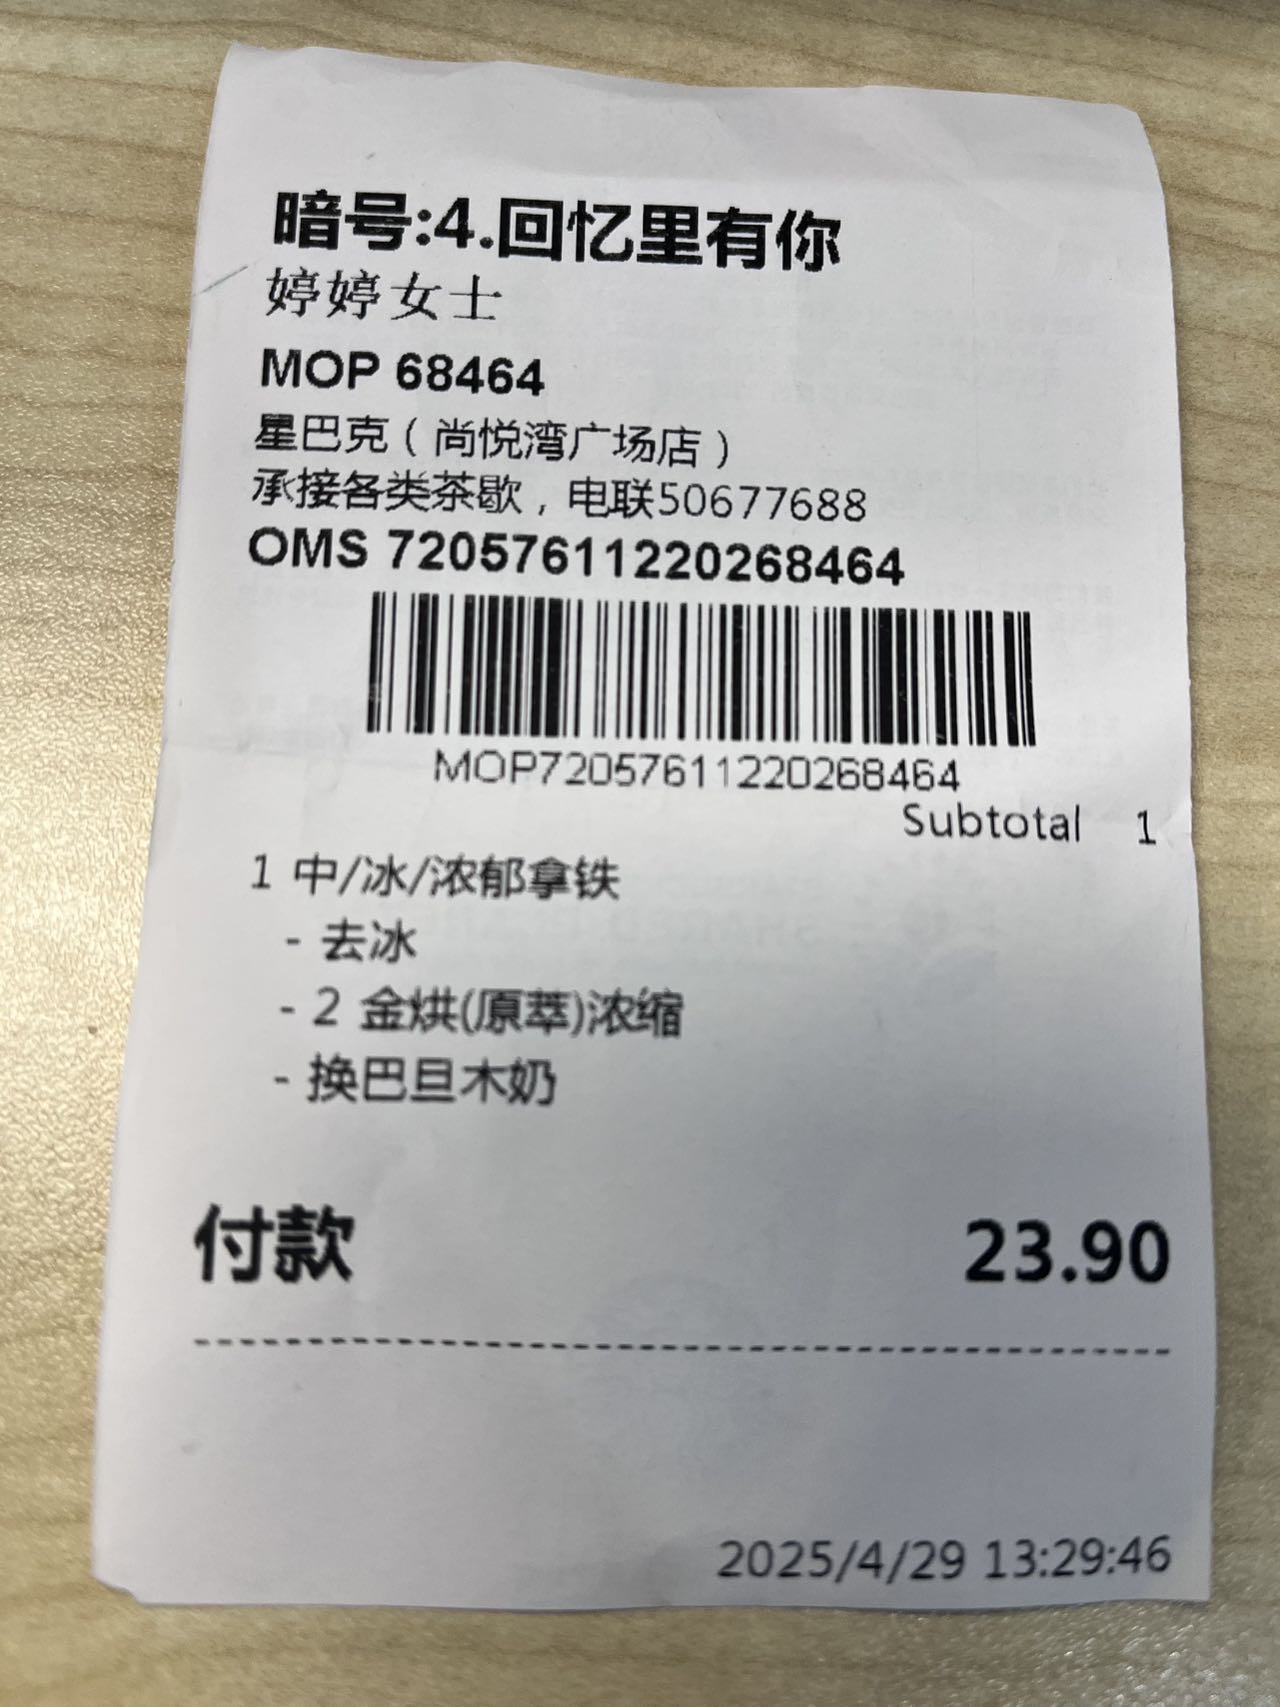 暗号:4.回忆里有你
婷婷女士
MOP 68464
星巴克（尚悦湾广场店）
承接各类茶歇，电联50677688
OMS 72057611220268464
MOP72057611220268464
Subtotal 1
1 中/冰/浓郁拿铁
- 去冰
- 2 金烘(原萃)浓缩
- 换巴旦木奶
付款 23.90
2025/4/29 13:29:46